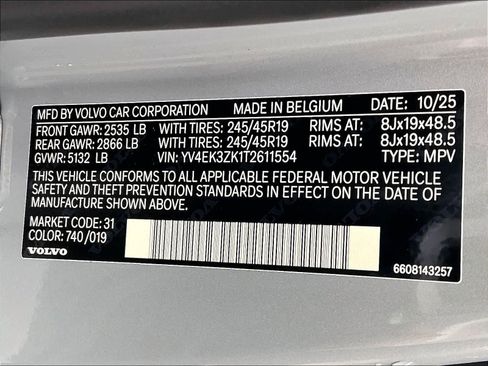 MFD BY VOLVO CAR CORPORATION MADE IN BELGIUM DATE: 10/25
FRONT GAWR: 2535 LB WITH TIRES: 245/45R19 RIMS AT: 8Jx19x48.5
REAR GAWR: 2866 LB WITH TIRES: 245/45R19 RIMS AT: 8Jx19x48.5
GVWR: 5132 LB VIN: YV4EK3ZK1T2611554 TYPE: MPV
THIS VEHICLE CONFORMS TO ALL APPLICABLE FEDERAL MOTOR VEHICLE
SAFETY AND THEFT PREVENTION STANDARDS IN EFFECT ON THE DATE OF
MANUFACTURE SHOWN ABOVE.
MARKET CODE: 31
COLOR: 740/019
VOLVO
6608143257